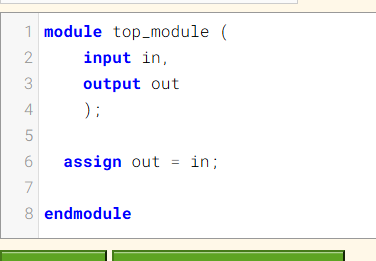 1 module top_module (
2     input in,
3     output out
4     );
5
6   assign out = in;
7
8 endmodule